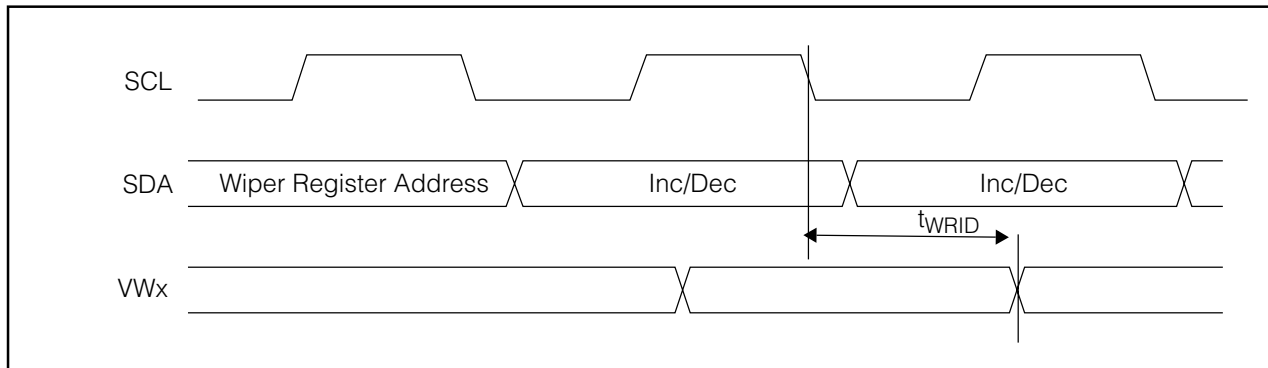 SCL
SDA
Wiper Register Address
Inc/Dec
Inc/Dec
tWRID
VWx